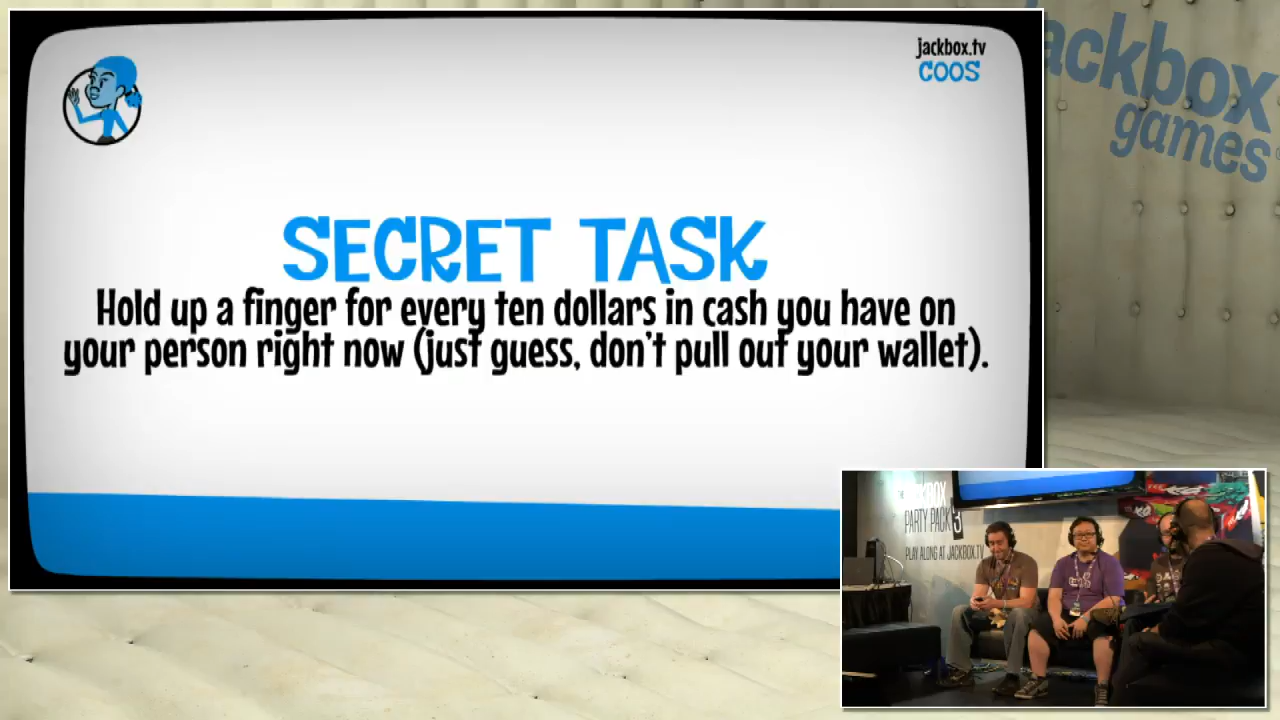 jackbox.tv
COOS
jackbox
games
SECRET TASK
Hold up a finger for every ten dollars in cash you have on
your person right now (just guess, don't pull out your wallet).
PARTY PACK 3
PLAY ALONG AT JACKBOX.TV